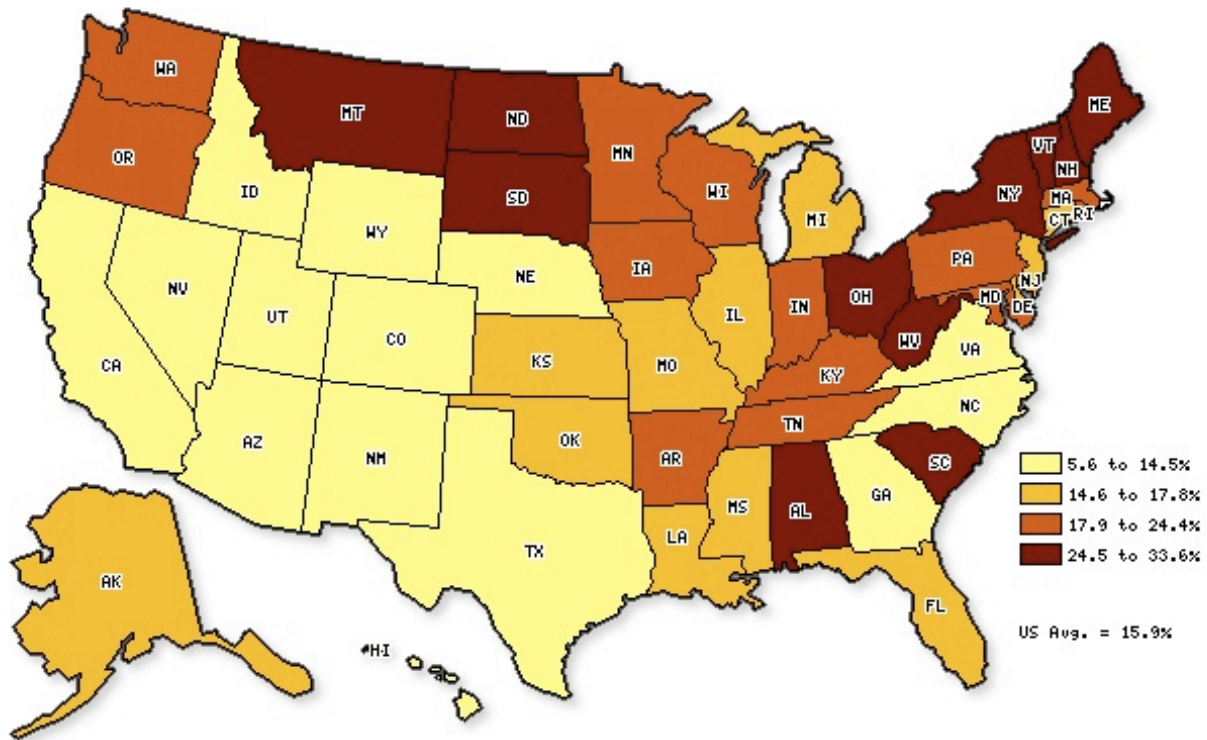 WA
MT
ND
ME
OR
MN
VT
NH
ID
SD
WI
NY
MA
WY
MI
CT
RI
IA
PA
NE
NJ
NV
OH
MD
DE
UT
IL
IN
CO
WV
VA
CA
KS
MO
KY
NC
TN
AZ
OK
NM
AR
SC
5.6 to 14.5%
MS
AL
GA
14.6 to 17.8%
LA
17.9 to 24.4%
TX
24.5 to 33.6%
AK
FL
US Avg. = 15.9%
HI